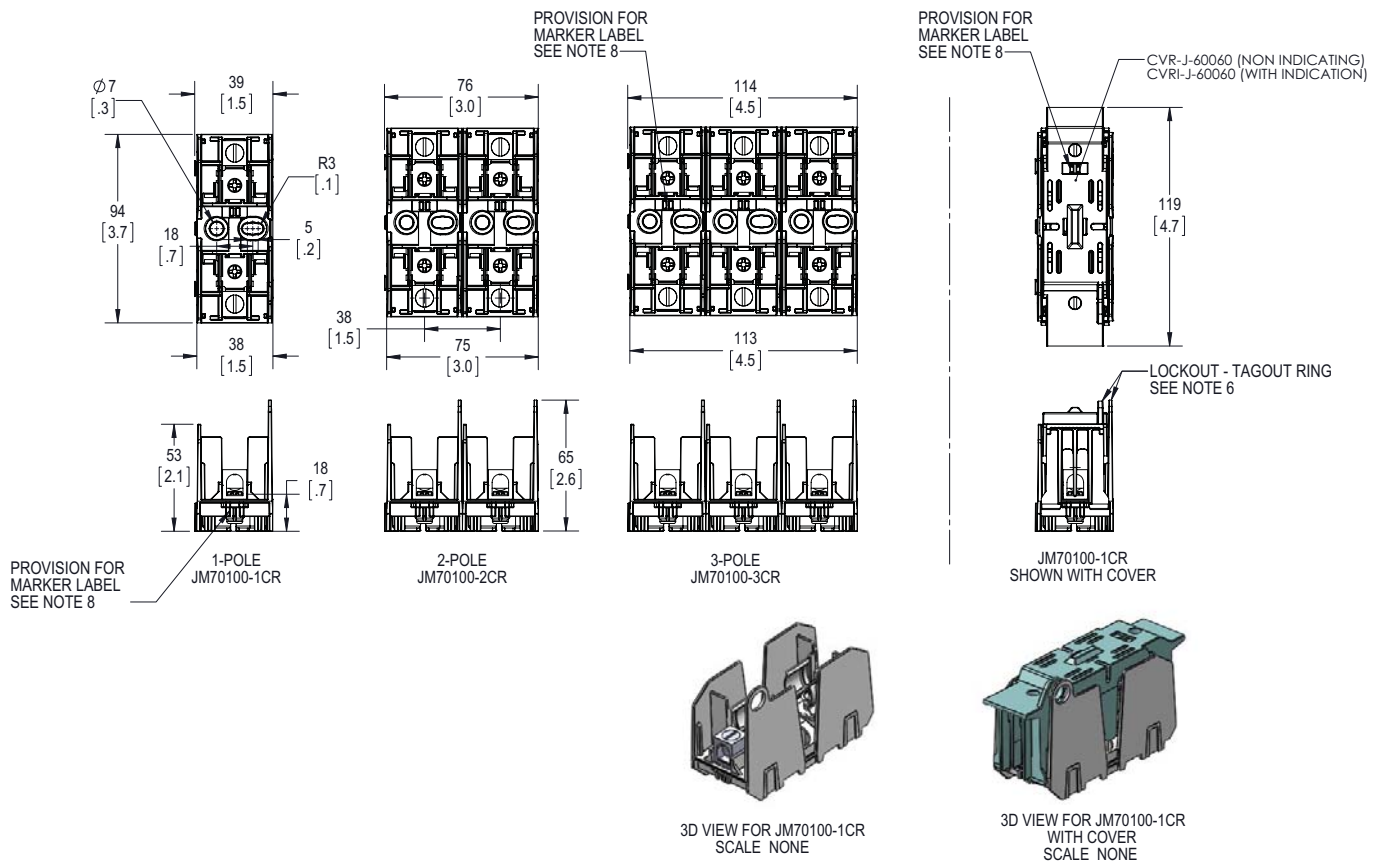 PROVISION FOR
MARKER LABEL
SEE NOTE 8
PROVISION FOR
MARKER LABEL
SEE NOTE 8
CVR-J-60060 (NON INDICATING)
CVRI-J-60060 (WITH INDICATION)
∅7
[.3]
39
[1.5]
76
[3.0]
114
[4.5]
R3
[.1]
94
[3.7]
18
[.7]
5
[.2]
119
[4.7]
38
[1.5]
38
[1.5]
75
[3.0]
113
[4.5]
LOCKOUT - TAGOUT RING
SEE NOTE 6
53
[2.1]
18
[.7]
65
[2.6]
PROVISION FOR
MARKER LABEL
SEE NOTE 8
1-POLE
JM70100-1CR
2-POLE
JM70100-2CR
3-POLE
JM70100-3CR
JM70100-1CR
SHOWN WITH COVER
3D VIEW FOR JM70100-1CR
SCALE NONE
3D VIEW FOR JM70100-1CR
WITH COVER
SCALE NONE